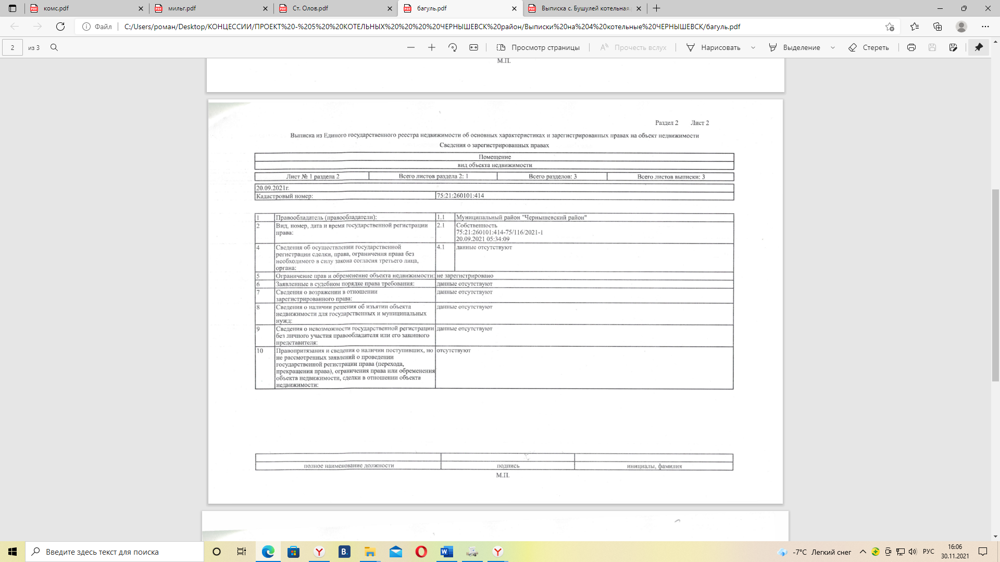 комс.pdf
мильг.pdf
Ст. Олов.pdf
багуль.pdf
Выписка с. Бушулей котельная.
Файл
C:/Users/роман/Desktop/КОНЦЕССИИ/ПРОЕКТ%20-%205%20%20КОТЕЛЬНЫХ%20%20%20%20ЧЕРНЫШЕВСК%20район/Выписки%20на%204%20котельные%20ЧЕРНЫШЕВСК/багуль.pdf
2 из 3
Просмотр страницы
Прочесть вслух
Нарисовать
Выделение
Стереть
М.П.
Раздел 2 Лист 2
Выписка из Единого государственного реестра недвижимости об основных характеристиках и зарегистрированных правах на объект недвижимости
Сведения о зарегистрированных правах
Помещение
вид объекта недвижимости
Лист № 1 раздела 2 Всего листов раздела 2: 1 Всего разделов: 3 Всего листов выписки: 3
20.09.2021г.
Кадастровый номер: 75:21:260101:414
1 Правообладатель (правообладатели): 1.1 Муниципальный район "Чернышевский район"
2 Вид, номер, дата и время государственной регистрации 2.1 Собственность
права: 75:21:260101:414-75/116/2021-1
20.09.2021 05:34:09
4 Сведения об осуществлении государственной 4.1 данные отсутствуют
регистрации сделки, права, ограничения права без
необходимого в силу закона согласия третьего лица,
органа:
5 Ограничение прав и обременение объекта недвижимости: не зарегистрировано
6 Заявленные в судебном порядке права требования: данные отсутствуют
7 Сведения о возражении в отношении данные отсутствуют
зарегистрированного права:
8 Сведения о наличии решения об изъятии объекта данные отсутствуют
недвижимости для государственных и муниципальных
нужд:
9 Сведения о невозможности государственной регистрации данные отсутствуют
без личного участия правообладателя или его законного
представителя:
10 Правопритязания и сведения о наличии поступивших, но отсутствуют
не рассмотренных заявлений о проведении
государственной регистрации права (перехода,
прекращения права), ограничения права или обременения
объекта недвижимости, сделки в отношении объекта
недвижимости:
полное наименование должности подпись инициалы, фамилия
М.П.
Введите здесь текст для поиска
-7°C Легкий снег
РУС
16:06
30.11.2021